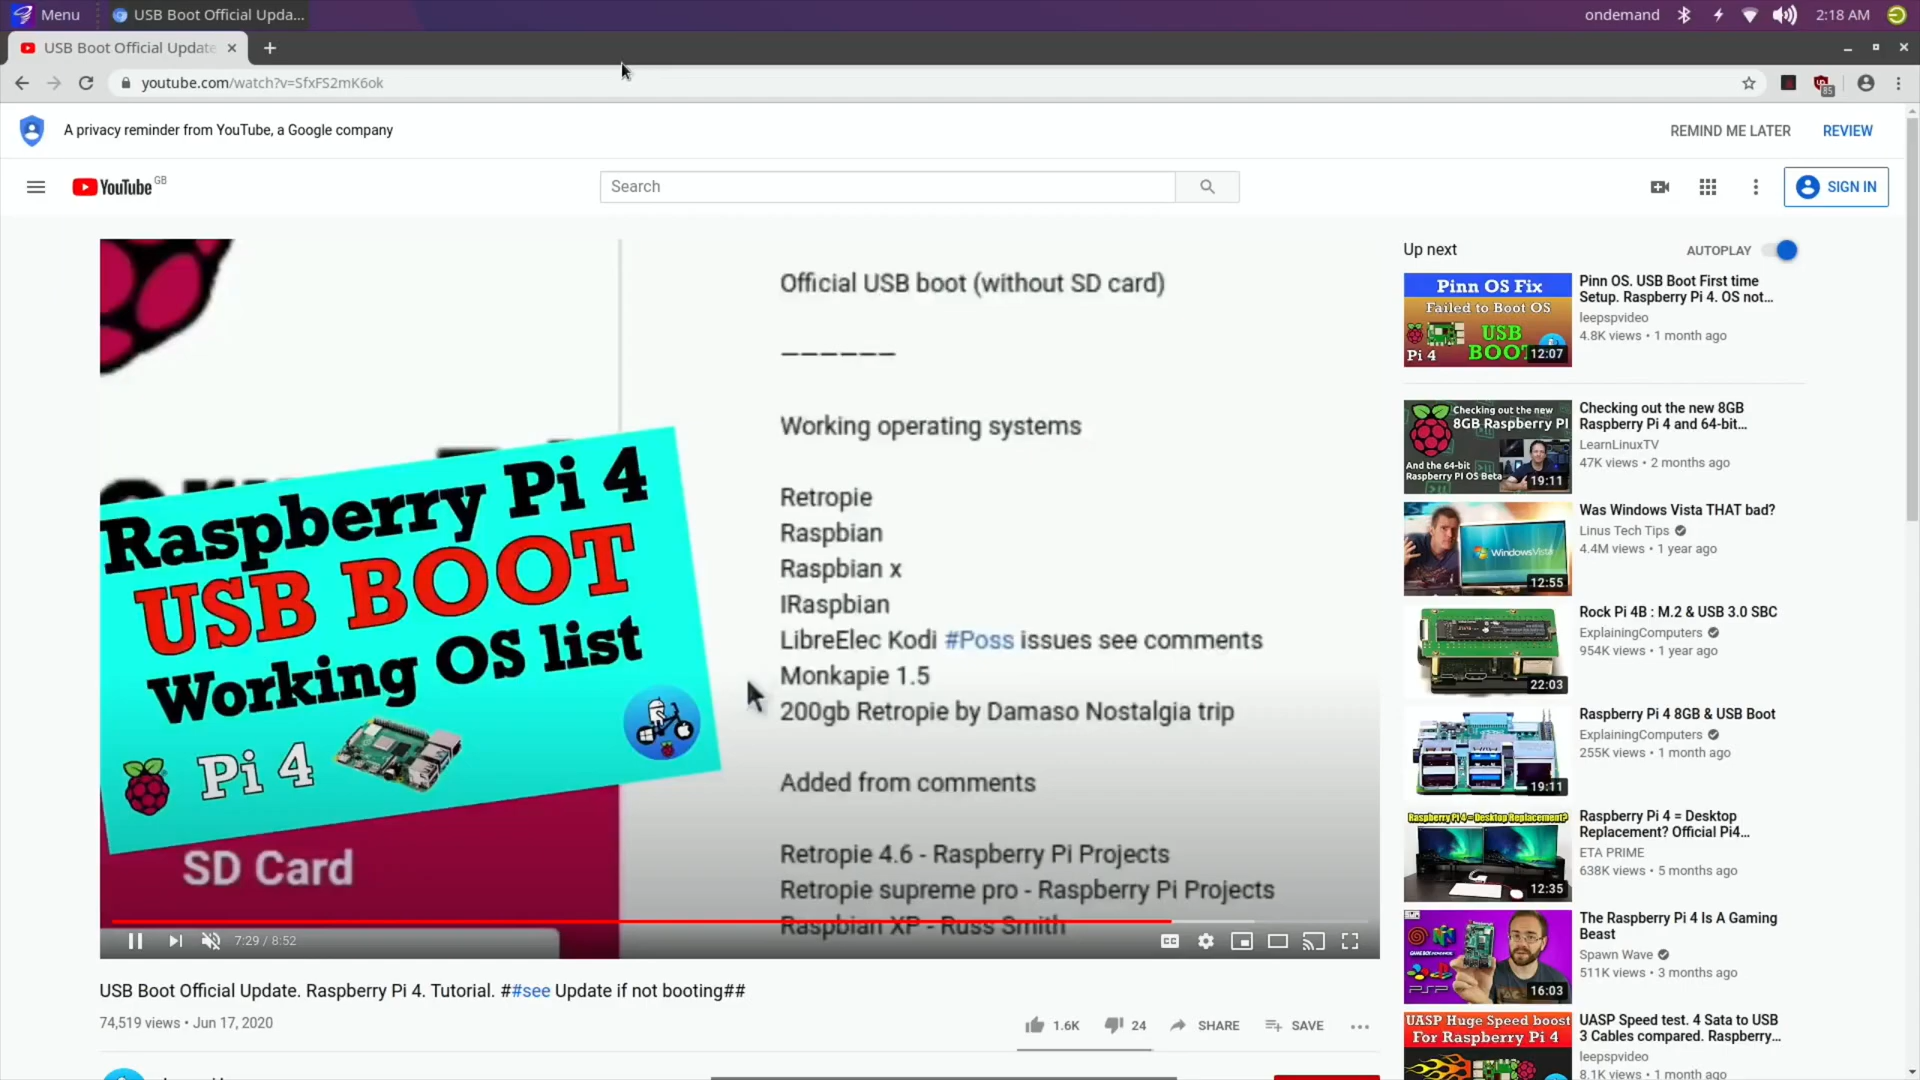 Menu
USB Boot Official Upda...
ondemand
2:18 AM
USB Boot Official Update
youtube.com/watch?v=SfxFS2mK6ok
85
A privacy reminder from YouTube, a Google company
REMIND ME LATER
REVIEW
YouTube GB
Search
SIGN IN
Official USB boot (without SD card)
––––––
Working operating systems
Retropie
Raspbian
Raspbian x
IRaspbian
LibreElec Kodi #Poss issues see comments
Monkapie 1.5
200gb Retropie by Damaso Nostalgia trip
Added from comments
Retropie 4.6 - Raspberry Pi Projects
Retropie supreme pro - Raspberry Pi Projects
Raspbian XP - Russ Smith
Raspberry Pi 4
USB BOOT
Working OS list
Pi 4
SD Card
7:29 / 8:52
CC
USB Boot Official Update. Raspberry Pi 4. Tutorial. ##see Update if not booting##
74,519 views • Jun 17, 2020
1.6K
24
SHARE
SAVE
Up next
AUTOPLAY
Pinn OS Fix
Failed to Boot OS
USB
Pi 4
12:07
Pinn OS. USB Boot First time
Setup. Raspberry Pi 4. OS not...
leepspvideo
4.8K views • 1 month ago
Checking out the new
8GB Raspberry PI
And the 64-bit
Raspberry PI OS Beta
19:11
Checking out the new 8GB
Raspberry Pi 4 and 64-bit...
LearnLinuxTV
47K views • 2 months ago
WindowsVista
12:55
Was Windows Vista THAT bad?
Linus Tech Tips
4.4M views • 1 year ago
22:03
Rock Pi 4B : M.2 & USB 3.0 SBC
ExplainingComputers
954K views • 1 year ago
19:11
Raspberry Pi 4 8GB & USB Boot
ExplainingComputers
255K views • 1 month ago
Raspberry Pi 4 = Desktop Replacement?
12:35
Raspberry Pi 4 = Desktop
Replacement? Official Pi4...
ETA PRIME
638K views • 5 months ago
PSP
16:03
The Raspberry Pi 4 Is A Gaming
Beast
Spawn Wave
511K views • 3 months ago
UASP Huge Speed boost
For Raspberry Pi 4
UASP Speed test. 4 Sata to USB
3 Cables compared. Raspberry...
leepspvideo
8.1K views • 1 month ago